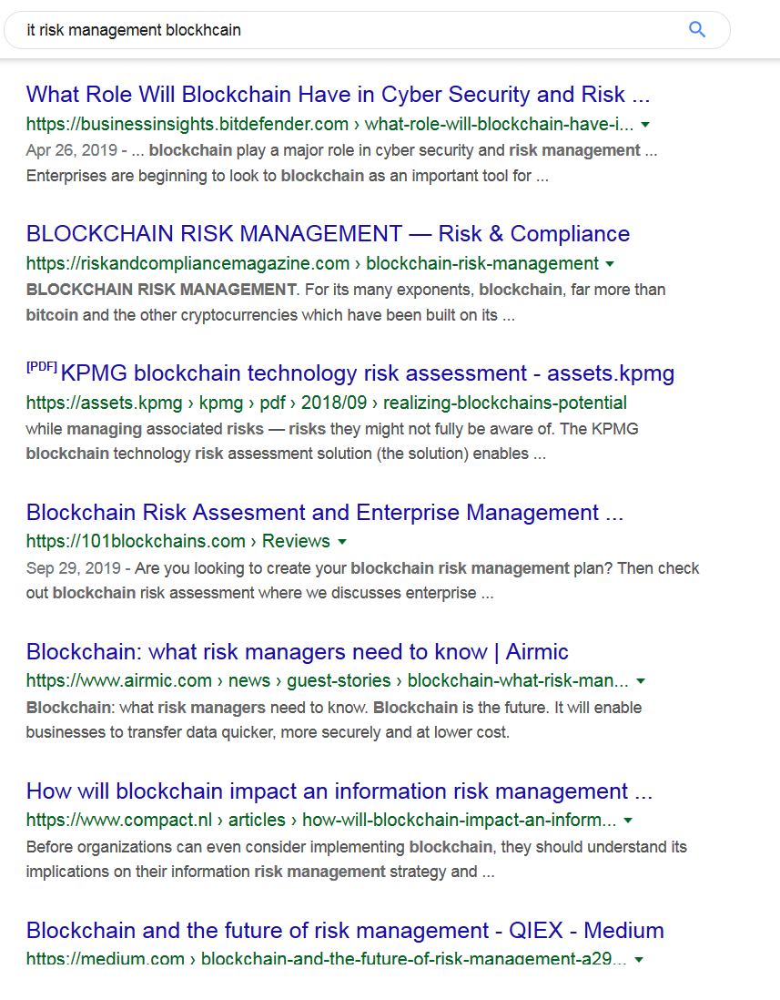 it risk management blockhcain
What Role Will Blockchain Have in Cyber Security and Risk ...
https://businessinsights.bitdefender.com › what-role-will-blockchain-have-i...
Apr 26, 2019 - ... blockchain play a major role in cyber security and risk management ...
Enterprises are beginning to look to blockchain as an important tool for ...
BLOCKCHAIN RISK MANAGEMENT — Risk & Compliance
https://riskandcompliancemagazine.com › blockchain-risk-management
BLOCKCHAIN RISK MANAGEMENT. For its many exponents, blockchain, far more than
bitcoin and the other cryptocurrencies which have been built on its ...
[PDF] KPMG blockchain technology risk assessment - assets.kpmg
https://assets.kpmg › kpmg › pdf › 2018/09 › realizing-blockchains-potential
while managing associated risks — risks they might not fully be aware of. The KPMG
blockchain technology risk assessment solution (the solution) enables ...
Blockchain Risk Assesment and Enterprise Management ...
https://101blockchains.com › Reviews
Sep 29, 2019 - Are you looking to create your blockchain risk management plan? Then check
out blockchain risk assessment where we discusses enterprise ...
Blockchain: what risk managers need to know | Airmic
https://www.airmic.com › news › guest-stories › blockchain-what-risk-man...
Blockchain: what risk managers need to know. Blockchain is the future. It will enable
businesses to transfer data quicker, more securely and at lower cost.
How will blockchain impact an information risk management ...
https://www.compact.nl › articles › how-will-blockchain-impact-an-inform...
Before organizations can even consider implementing blockchain, they should understand its
implications on their information risk management strategy and ...
Blockchain and the future of risk management - QIEX - Medium
https://medium.com › blockchain-and-the-future-of-risk-management-a29...